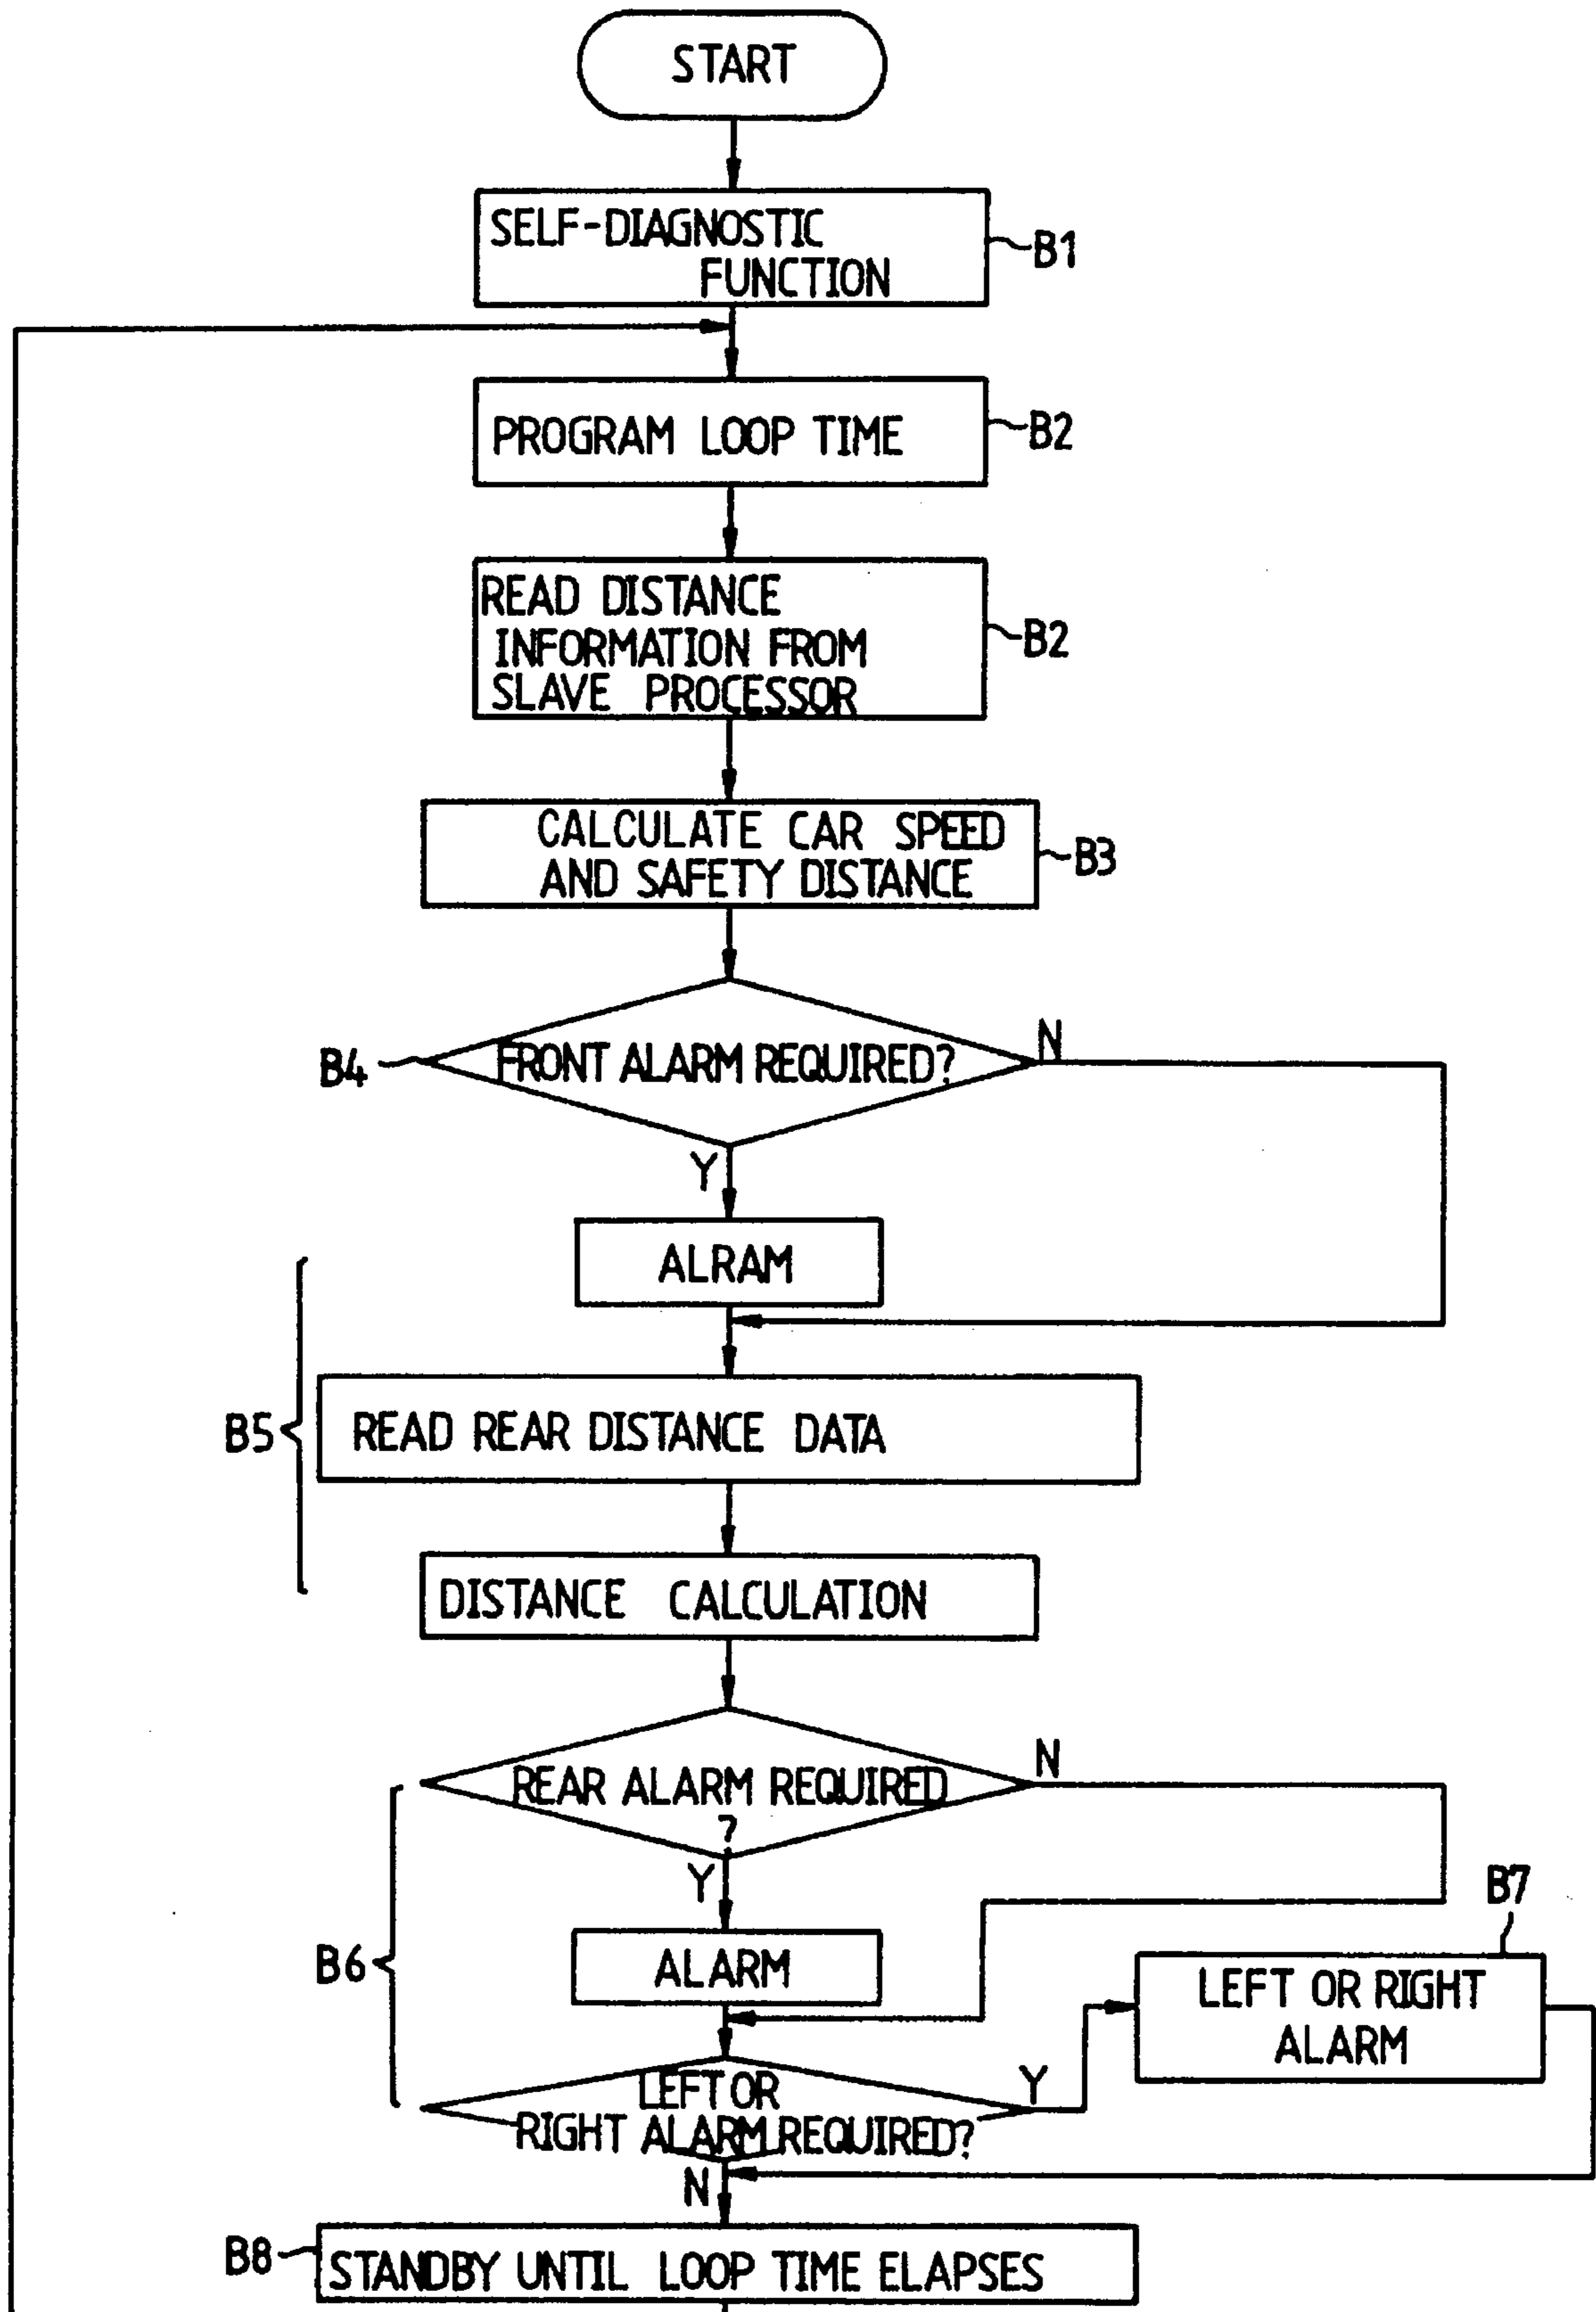 START
SELF-DIAGNOSTIC
FUNCTION
B1
PROGRAM LOOP TIME
B2
READ DISTANCE
INFORMATION FROM
SLAVE PROCESSOR
B2
CALCULATE CAR SPEED
AND SAFETY DISTANCE
B3
B4
FRONT ALARM REQUIRED?
N
Y
ALRAM
B5
READ REAR DISTANCE DATA
DISTANCE CALCULATION
REAR ALARM REQUIRED
?
N
Y
B6
ALARM
B7
LEFT OR RIGHT
ALARM
LEFT OR
RIGHT ALARM REQUIRED?
Y
N
B8
STANDBY UNTIL LOOP TIME ELAPSES